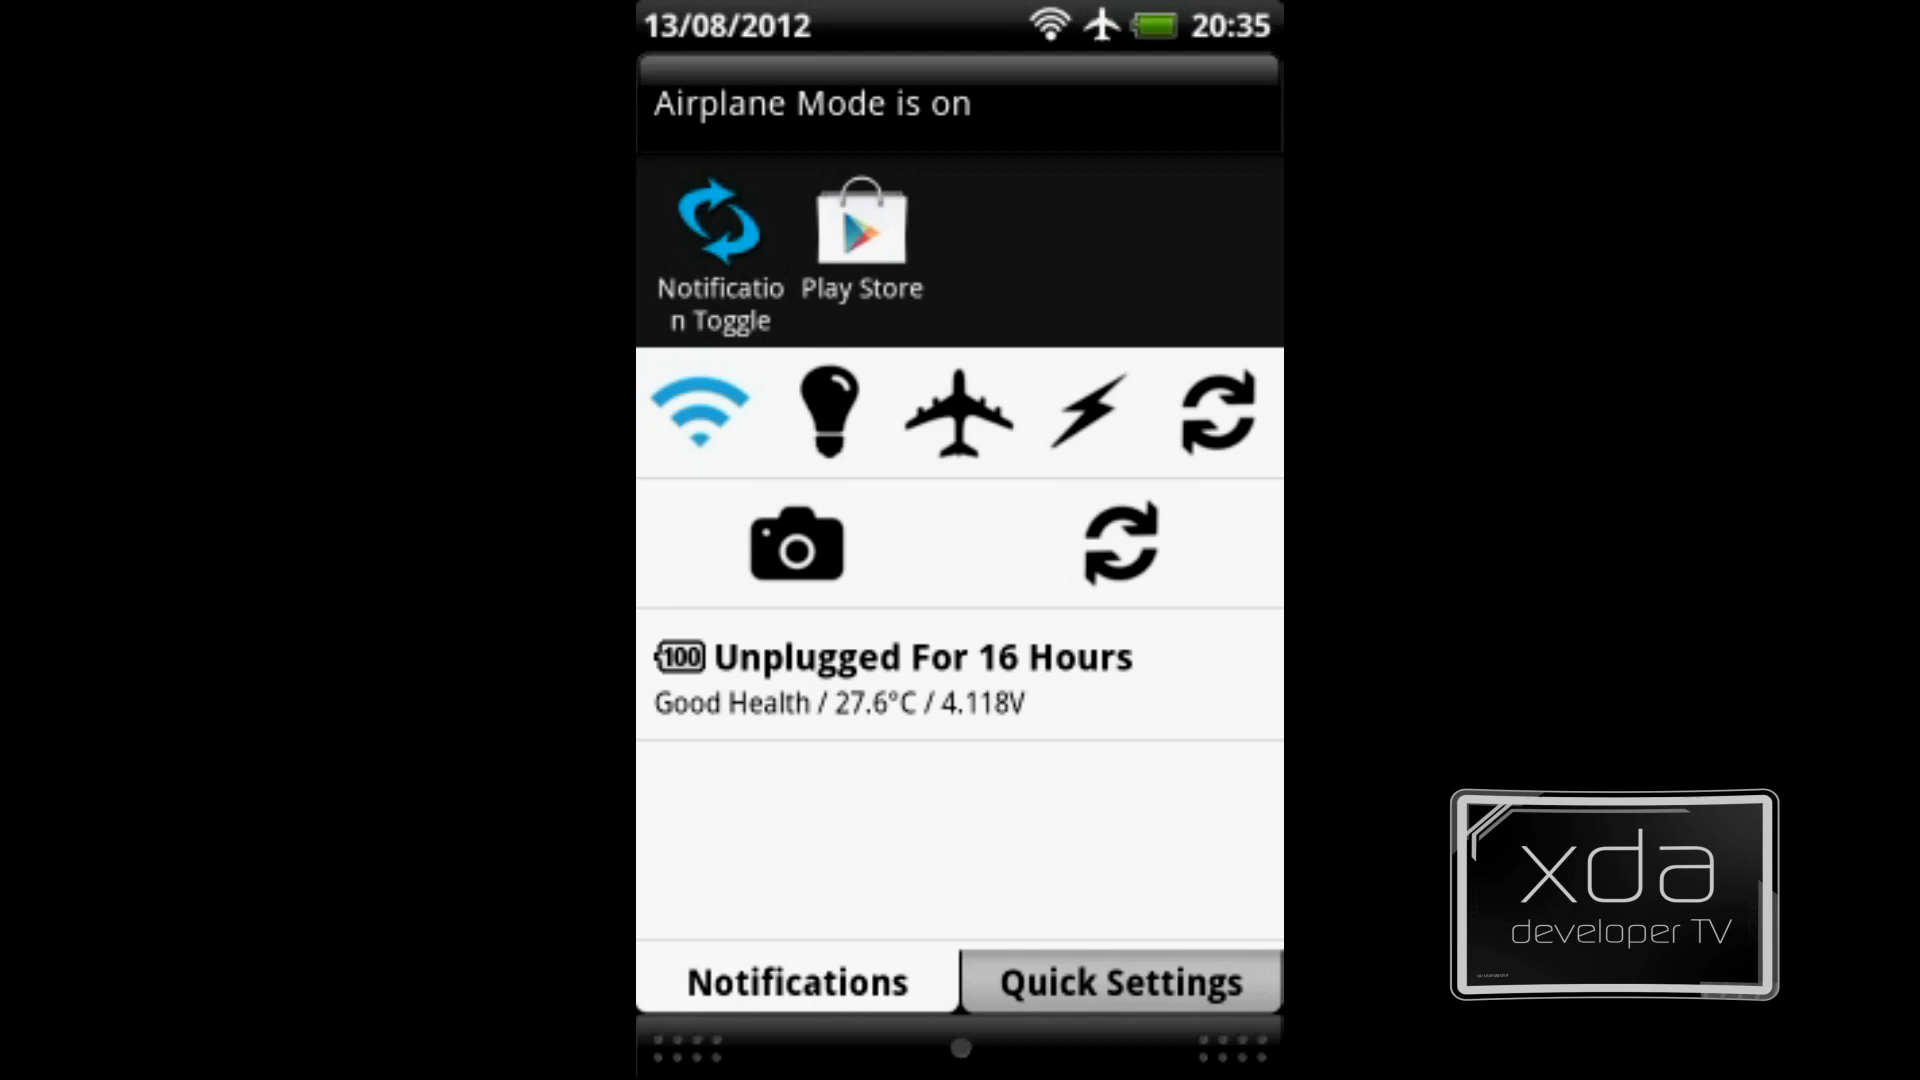 13/08/2012 20:35
Airplane Mode is on
Notificatio
n Toggle
Play Store
100 Unplugged For 16 Hours
Good Health / 27.6°C / 4.118V
Notifications
Quick Settings
xda
developer TV